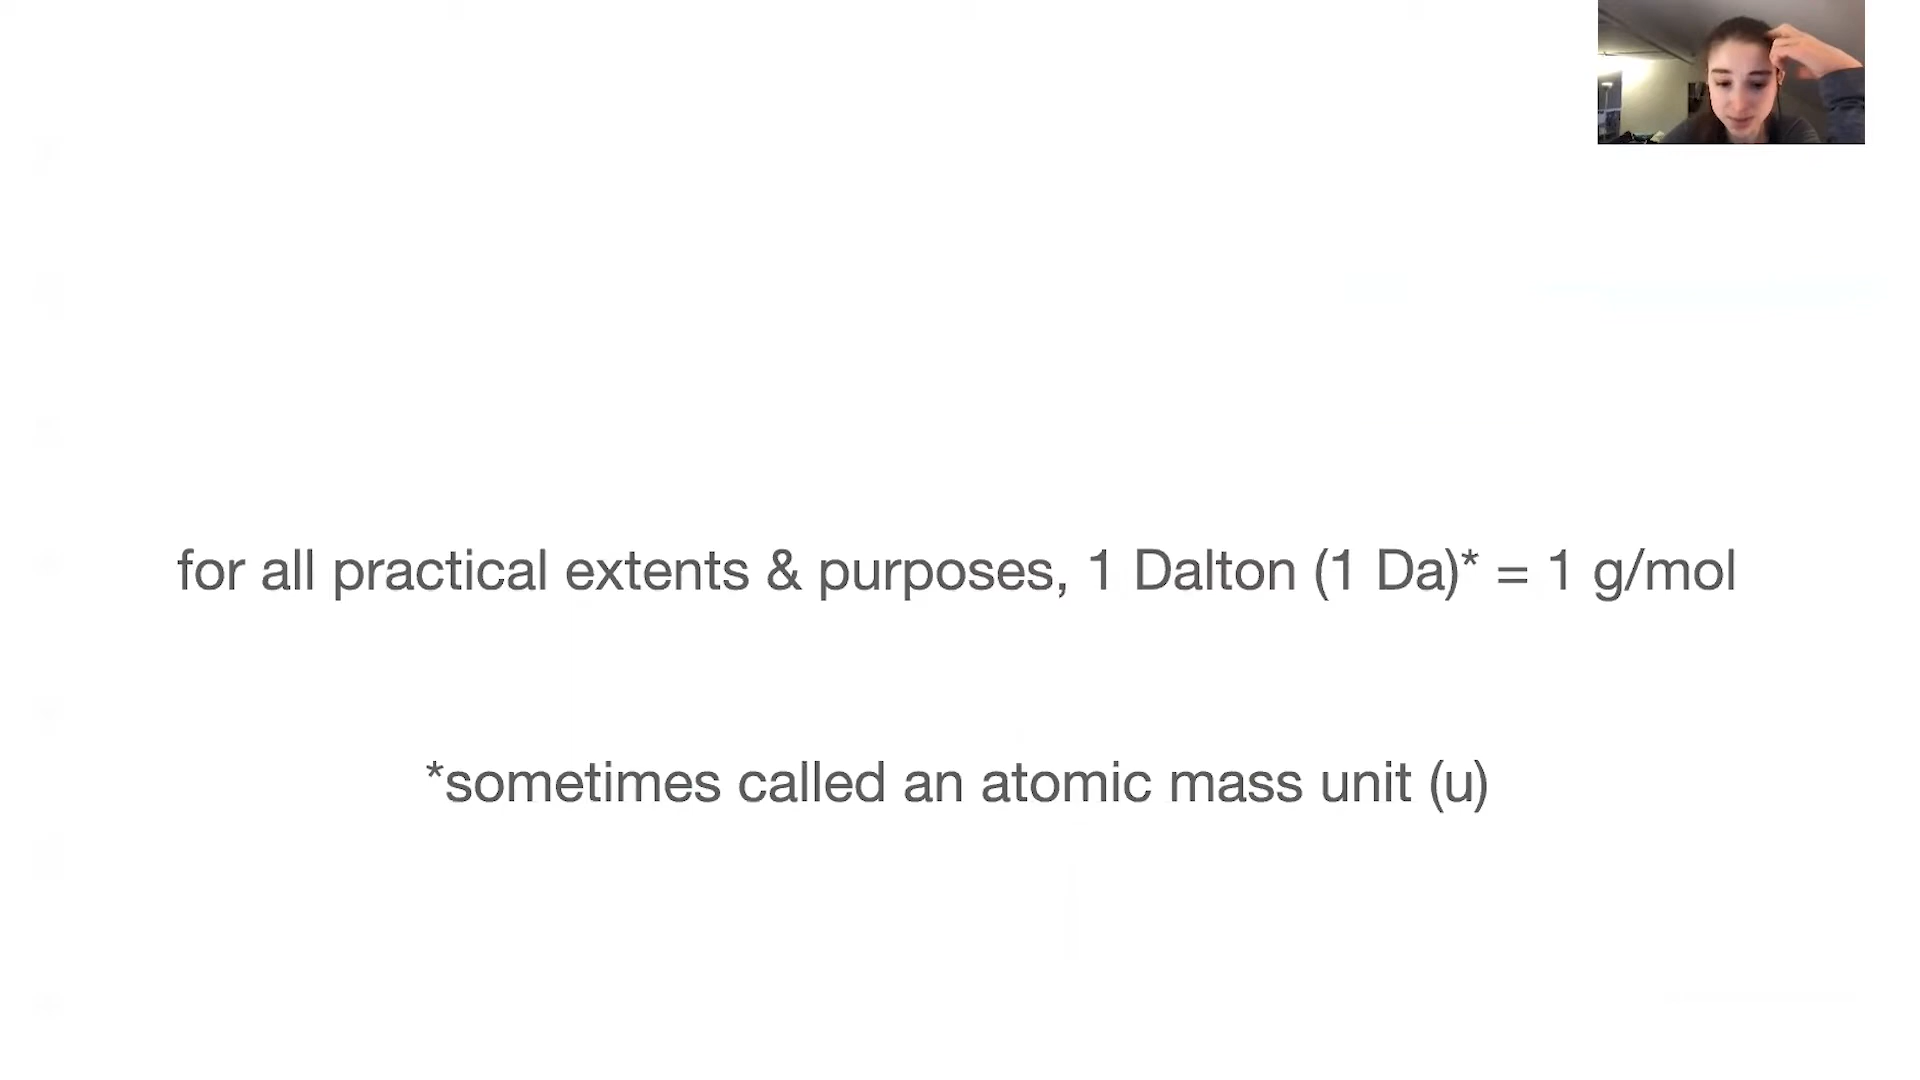 for all practical extents & purposes, 1 Dalton (1 Da)* = 1 g/mol
*sometimes called an atomic mass unit (u)